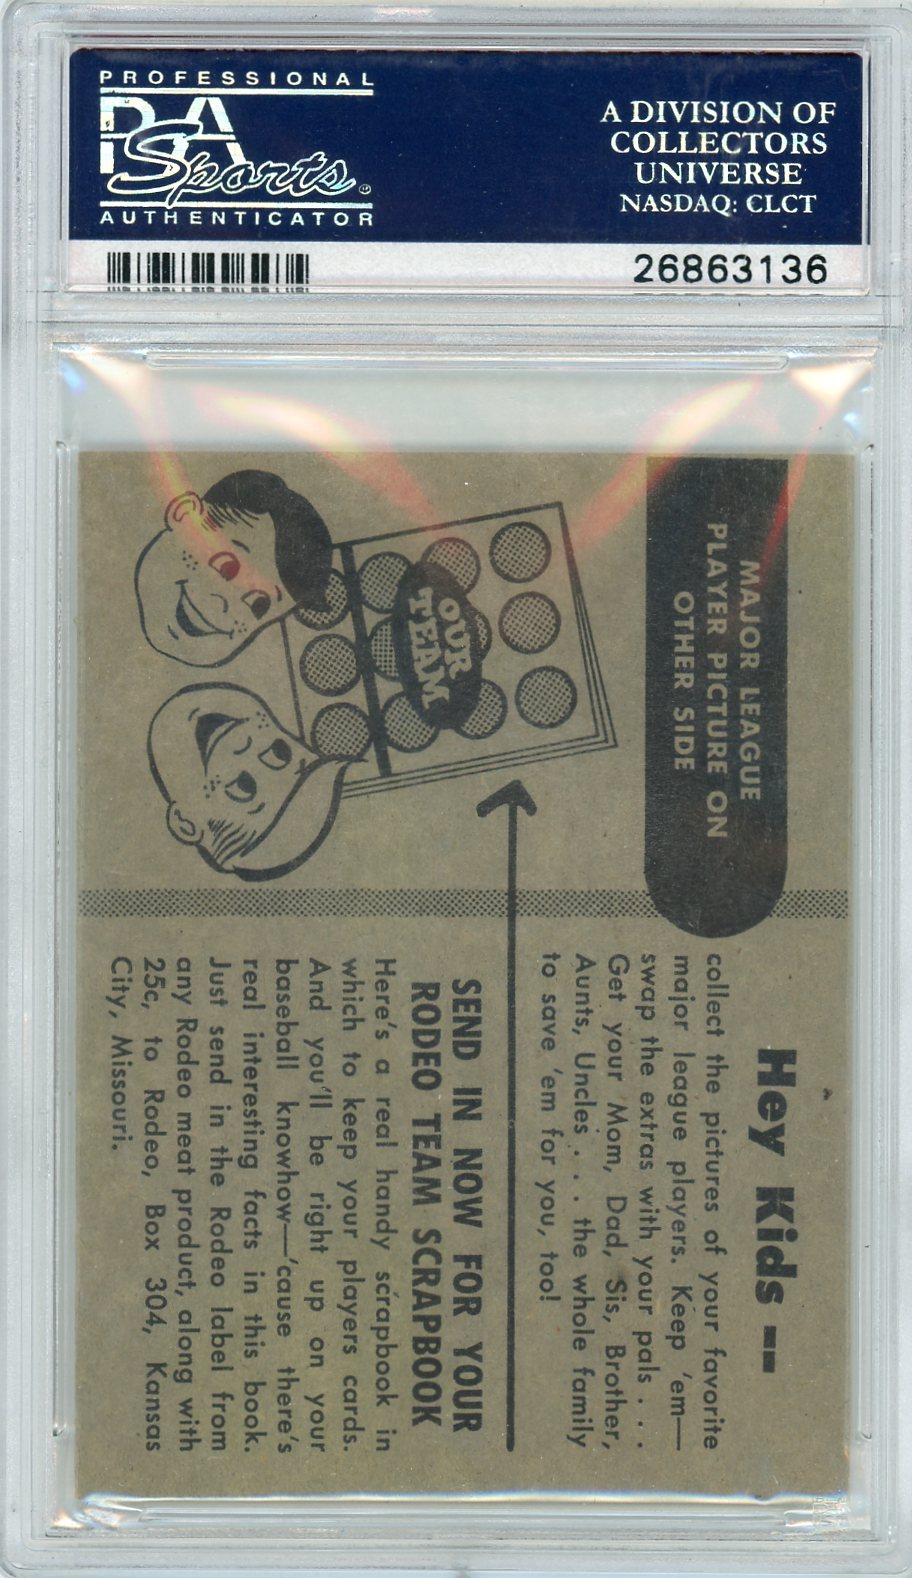 PROFESSIONAL
PSA
Sports®
AUTHENTICATOR
A DIVISION OF
COLLECTORS
UNIVERSE
NASDAQ: CLCT
26863136
MAJOR LEAGUE
PLAYER PICTURE ON
OTHER SIDE
OUR
TEAM
Hey Kids --
collect the pictures of your favorite
major league players. Keep 'em—
swap the extras with your pals . . .
Get your Mom, Dad, Sis, Brother,
Aunts, Uncles . . . the whole family
to save 'em for you, too!
SEND IN NOW FOR YOUR
RODEO TEAM SCRAPBOOK
Here's a real handy scrapbook in
which to keep your players cards.
And you'll be right up on your
baseball knowhow—'cause there's
real interesting facts in this book.
Just send in the Rodeo label from
any Rodeo meat product, along with
25c, to Rodeo, Box 304, Kansas
City, Missouri.